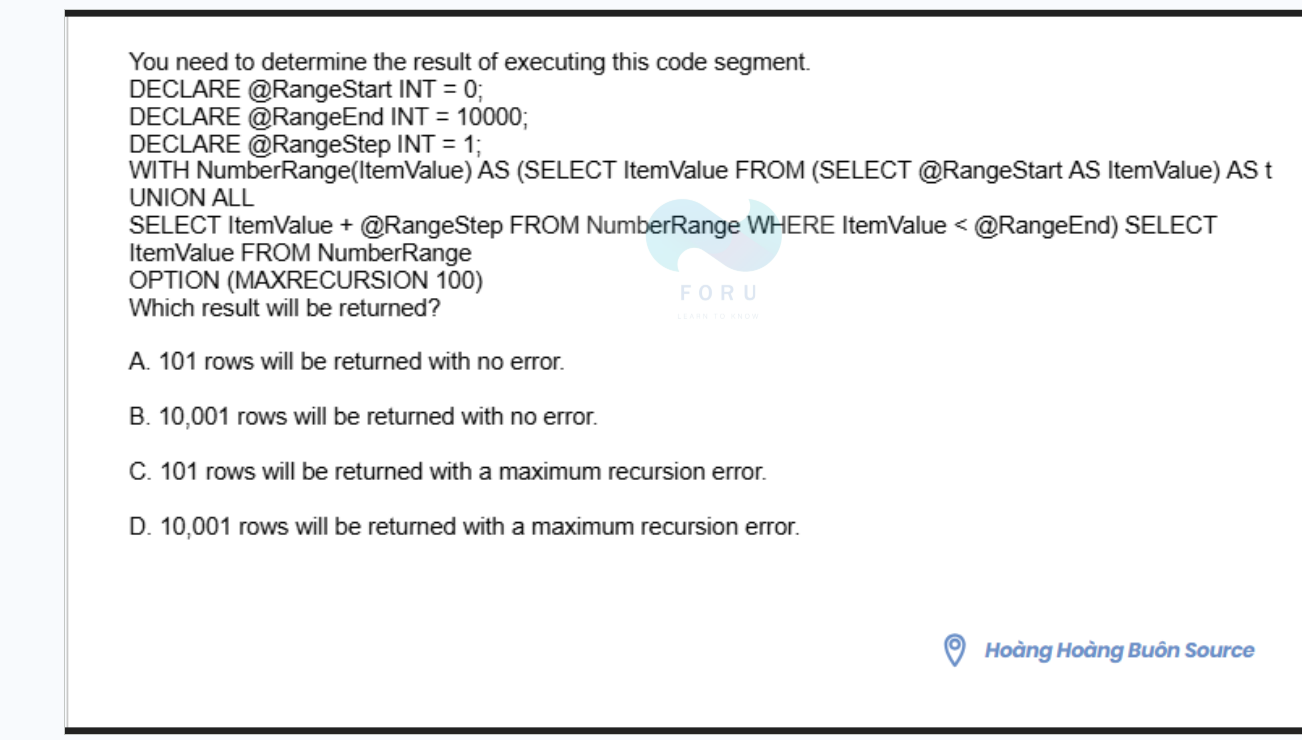 You need to determine the result of executing this code segment.
DECLARE @RangeStart INT = 0;
DECLARE @RangeEnd INT = 10000;
DECLARE @RangeStep INT = 1;
WITH NumberRange(ItemValue) AS (SELECT ItemValue FROM (SELECT @RangeStart AS ItemValue) AS t
UNION ALL
SELECT ItemValue + @RangeStep FROM NumberRange WHERE ItemValue < @RangeEnd) SELECT
ItemValue FROM NumberRange
OPTION (MAXRECURSION 100)
FORU
LEARN TO KNOW
Which result will be returned?
A. 101 rows will be returned with no error.
B. 10,001 rows will be returned with no error.
C. 101 rows will be returned with a maximum recursion error.
D. 10,001 rows will be returned with a maximum recursion error.
Hoàng Hoàng Buôn Source